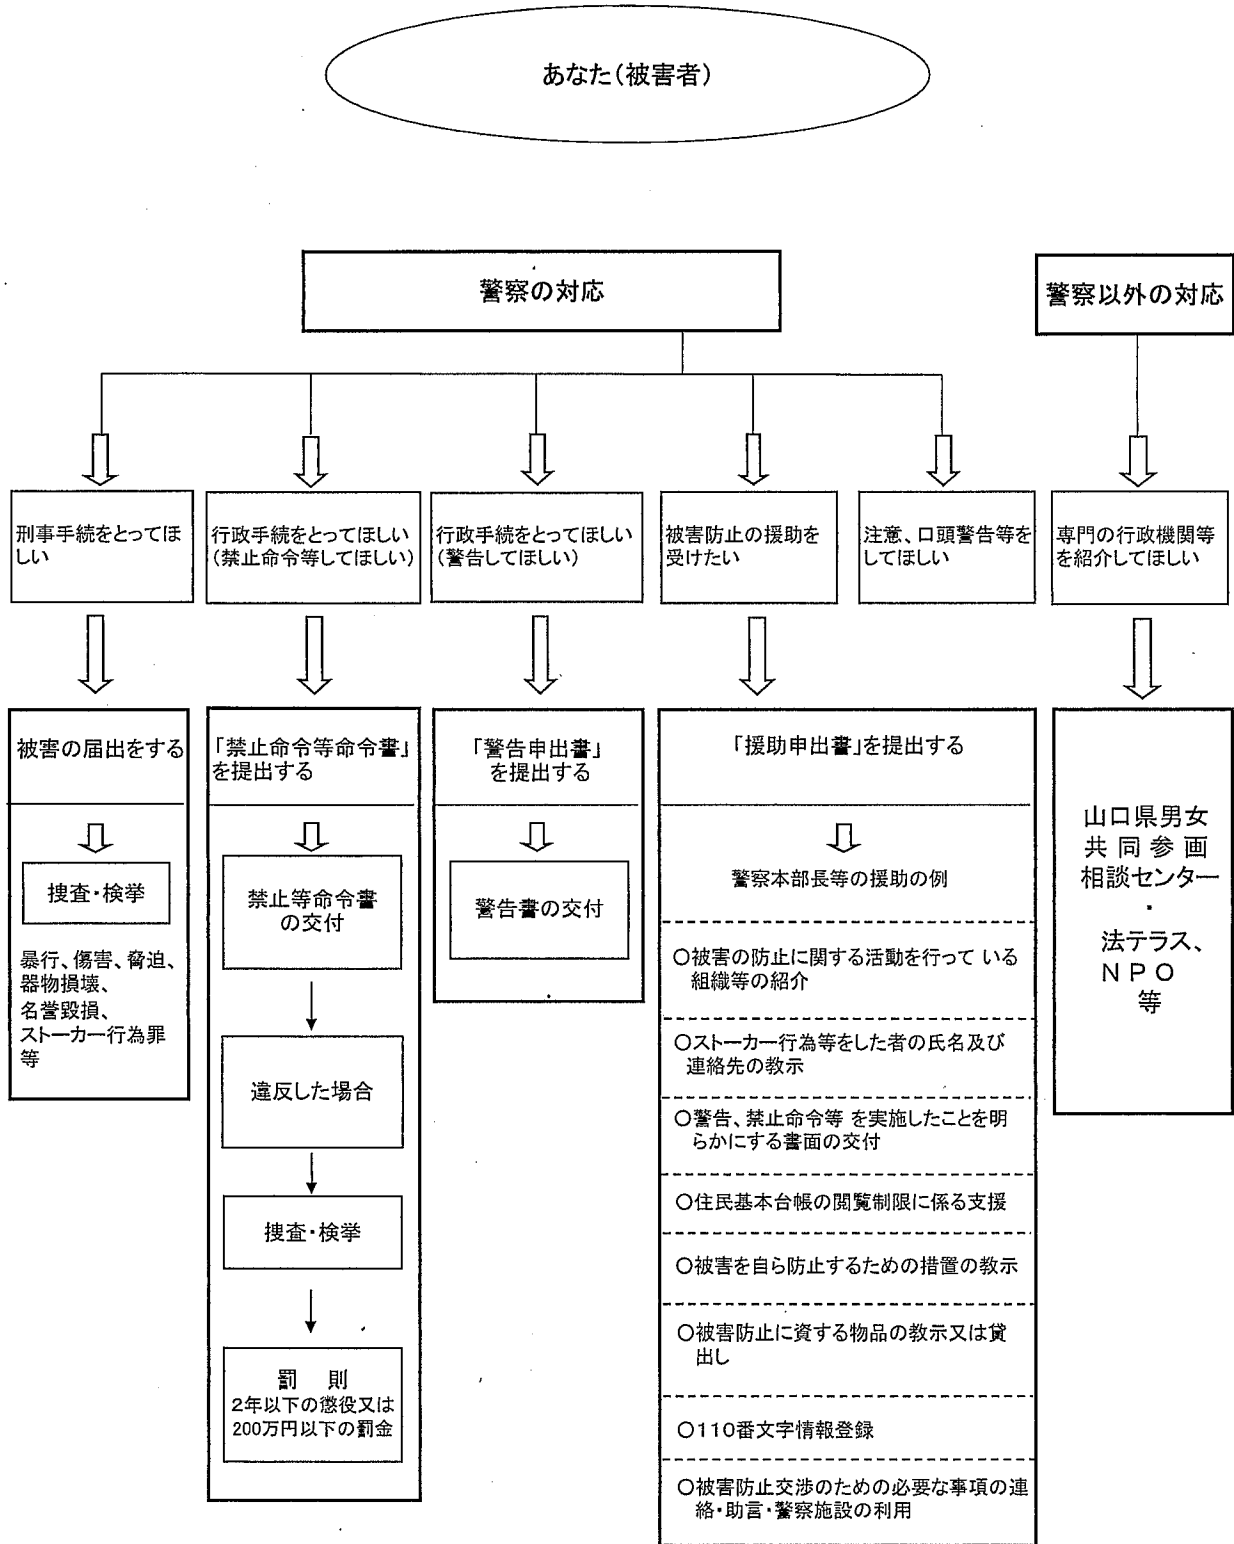 あなた(被害者)
警察の対応
警察以外の対応
刑事手続をとってほ
しい
行政手続をとってほしい
(禁止命令等してほしい)
行政手続をとってほしい
(警告してほしい)
被害防止の援助を
受けたい
注意、口頭警告等を
してほしい
専門の行政機関等
を紹介してほしい
被害の届出をする
捜査・検挙
暴行、傷害、脅迫、
器物損壊、
名誉毀損、
ストーカー行為罪
等
「禁止命令等命令書」
を提出する
禁止等命令書
の交付
違反した場合
捜査・検挙
罰 則
2年以下の懲役又は
200万円以下の罰金
「警告申出書」
を提出する
警告書の交付
「援助申出書」を提出する
警察本部長等の援助の例
○被害の防止に関する活動を行って いる
組織等の紹介
○ストーカー行為等をした者の氏名及び
連絡先の教示
○警告、禁止命令等 を実施したことを明
らかにする書面の交付
○住民基本台帳の閲覧制限に係る支援
○被害を自ら防止するための措置の教示
○被害防止に資する物品の教示又は貸
出し
○110番文字情報登録
○被害防止交渉のための必要な事項の連
絡・助言・警察施設の利用
山口県男女
共 同 参 画
相談センター
・
法テラス、
NPO
等